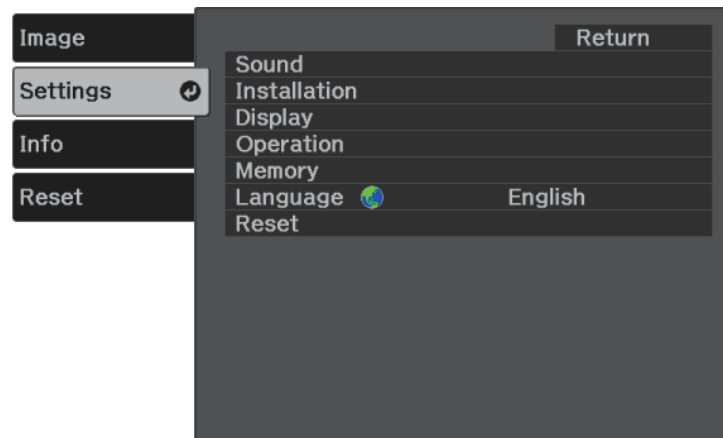 Image
Settings
Info
Reset
Return
Sound
Installation
Display
Operation
Memory
Language English
Reset